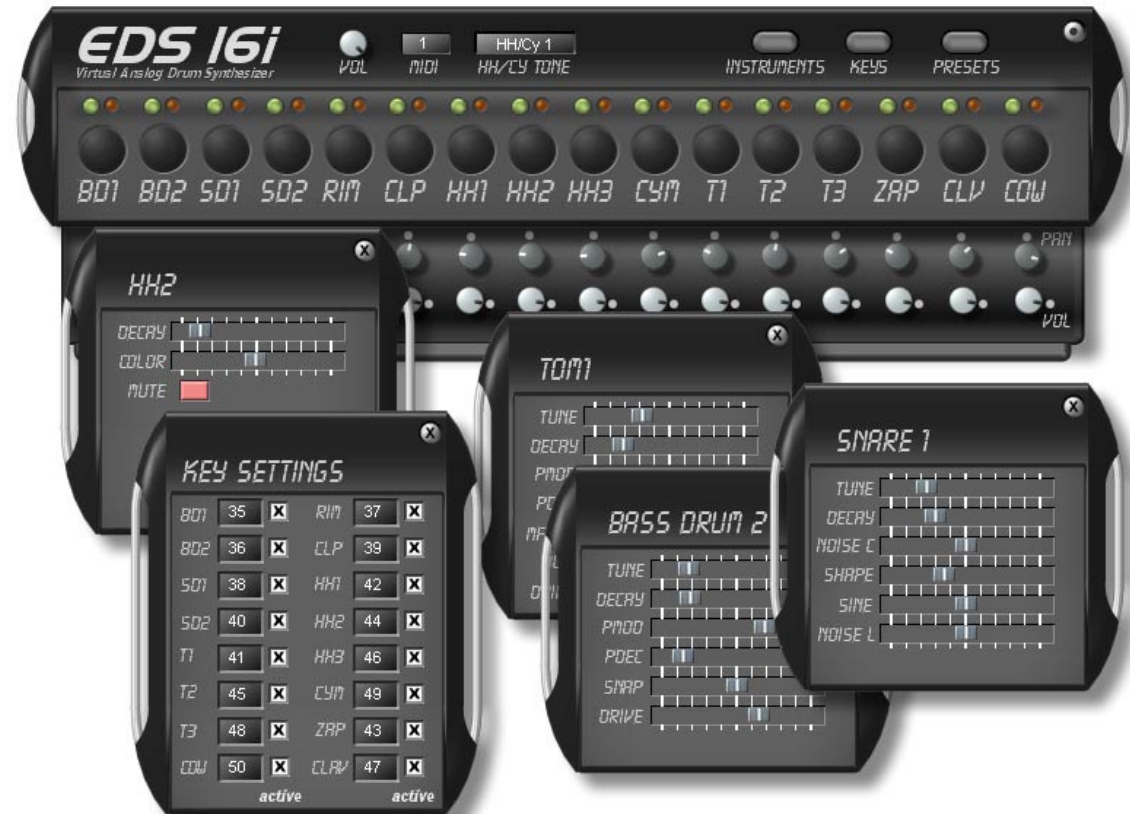 EDS 16i
Virtual Analog Drum Synthesizer
VOL
1
MIDI
HH/Cy 1
HH/CY TONE
INSTRUMENTS KEYS PRESETS
BD1 BD2 SD1 SD2 RIM CLP HH1 HH2 HH3 CYM T1 T2 T3 ZAP CLV COW
PAN
VOL
HH2
DECAY
COLOR
MUTE
X
KEY SETTINGS
X
BD1 35 X RIM 37 X
BD2 36 X CLP 39 X
SD1 38 X HH1 42 X
SD2 40 X HH2 44 X
T1 41 X HH3 46 X
T2 45 X CYM 49 X
T3 48 X ZAP 43 X
COW 50 X CLAV 47 X
active active
TOM1
X
TUNE
DECAY
BASS DRUM 2
TUNE
DECAY
PMOD
PDEC
SNAP
DRIVE
SNARE 1
X
TUNE
DECAY
NOISE C
SHAPE
SINE
NOISE L